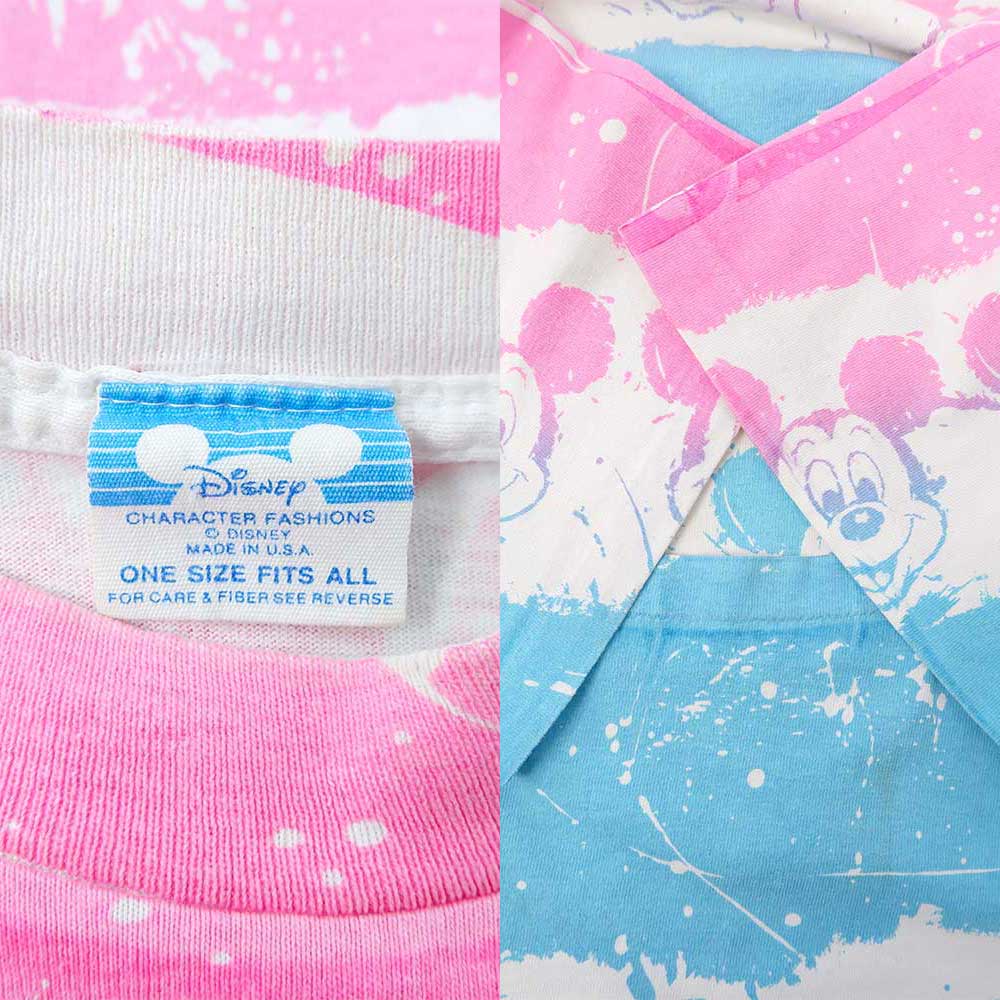 Disney
CHARACTER FASHIONS
© DISNEY
MADE IN U.S.A.
ONE SIZE FITS ALL
FOR CARE & FIBER SEE REVERSE